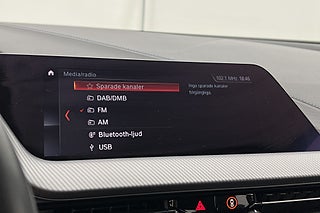 Media/radio
102.1 MHz 16:46
Sparade kanaler
Inga sparade kanaler
tillgängliga.
DAB/DMB
FM
AM
Bluetooth-ljud
USB